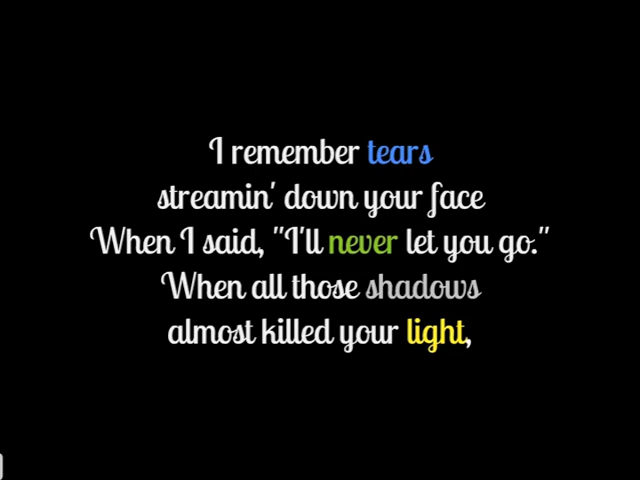 I remember tears
streamin' down your face
When I said, "I'll never let you go."
When all those shadows
almost killed your light,